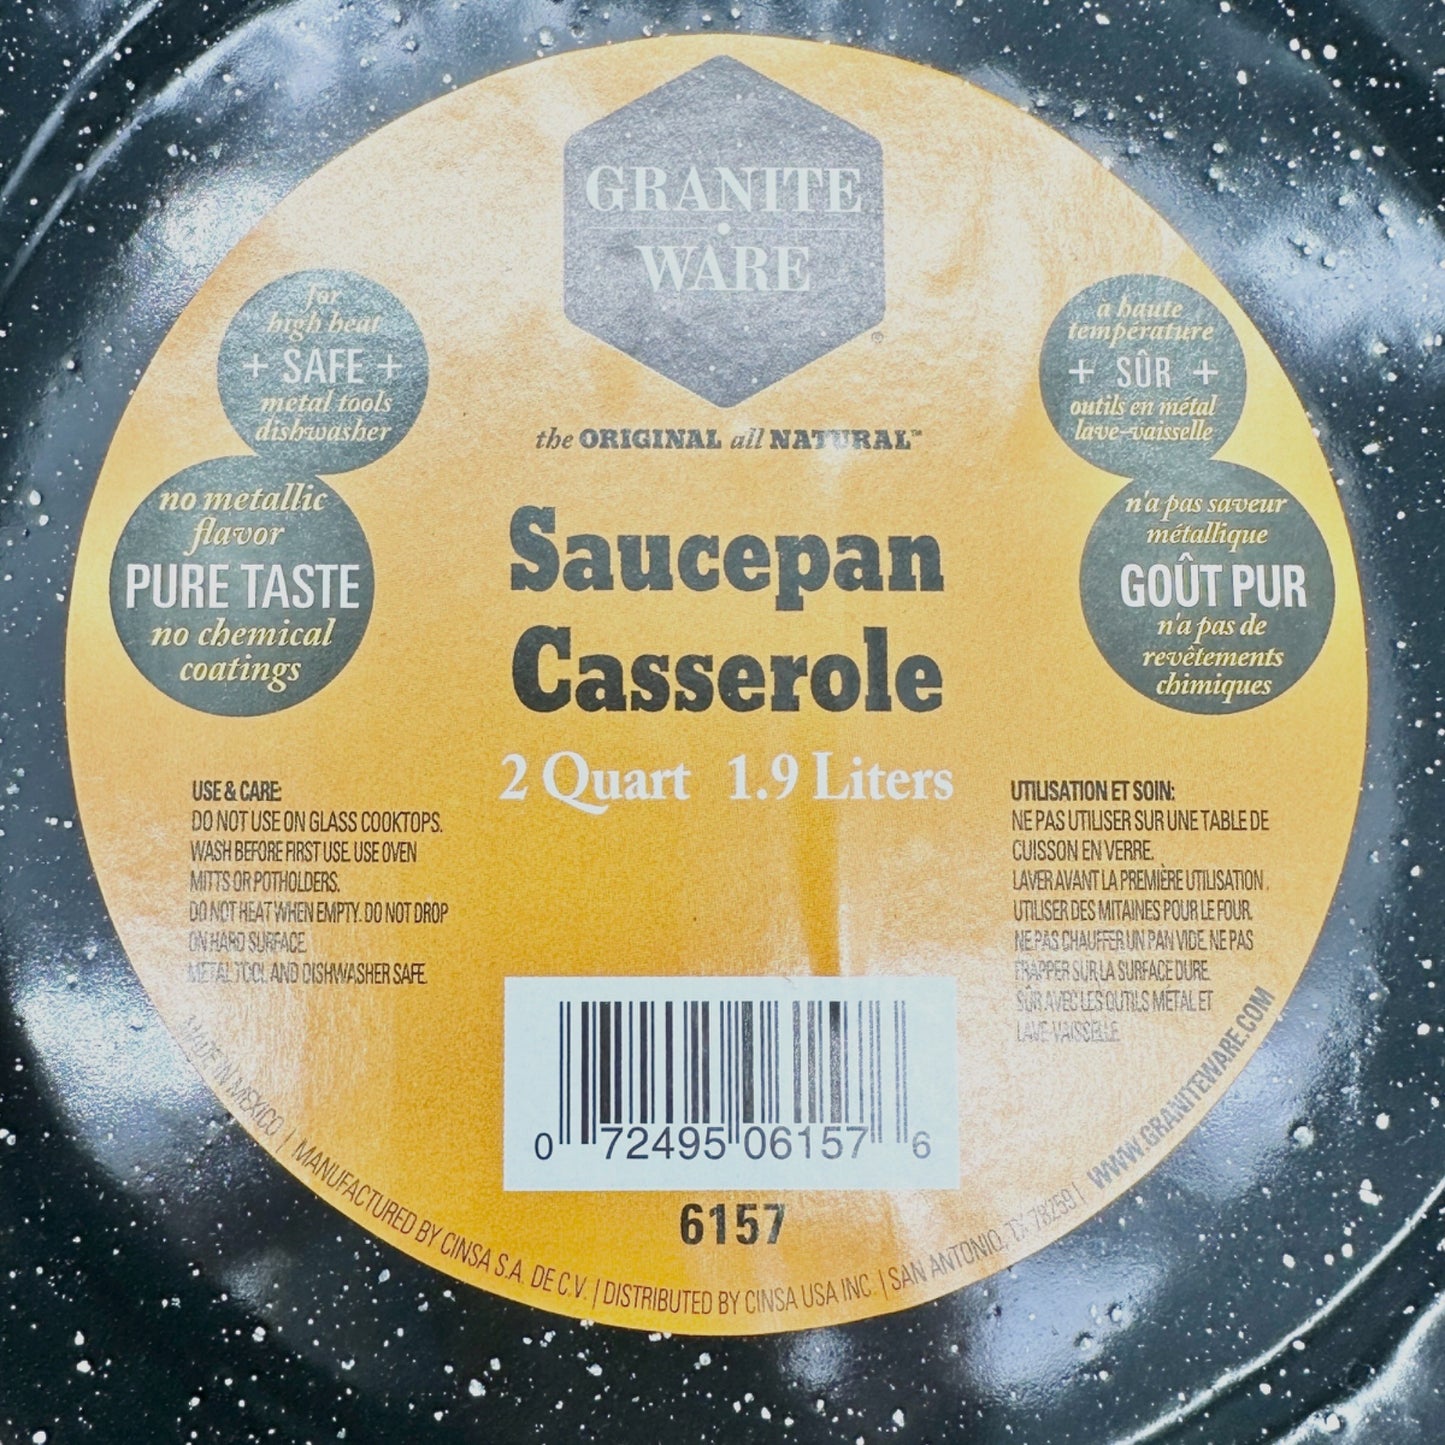 GRANITE
WARE
®
the ORIGINAL all NATURAL™
for
high heat
+ SAFE +
metal tools
dishwasher
no metallic
flavor
PURE TASTE
no chemical
coatings
à haute
température
+ SÛR +
outils en métal
lave-vaisselle
n'a pas saveur
métallique
GOÛT PUR
n'a pas de
revêtements
chimiques
Saucepan
Casserole
2 Quart 1.9 Liters
USE & CARE:
DO NOT USE ON GLASS COOKTOPS.
WASH BEFORE FIRST USE. USE OVEN
MITTS OR POTHOLDERS.
DO NOT HEAT WHEN EMPTY. DO NOT DROP
ON HARD SURFACE.
METAL TOOL AND DISHWASHER SAFE.
UTILISATION ET SOIN:
NE PAS UTILISER SUR UNE TABLE DE
CUISSON EN VERRE.
LAVER AVANT LA PREMIÈRE UTILISATION.
UTILISER DES MITAINES POUR LE FOUR.
NE PAS CHAUFFER UN PAN VIDE. NE PAS
FRAPPER SUR LA SURFACE DURE.
SÛR AVEC LES OUTILS MÉTAL ET
LAVE-VAISSELLE.
0 72495 06157 6
6157
MADE IN MEXICO | MANUFACTURED BY CINSA S.A. DE C.V. | DISTRIBUTED BY CINSA USA INC. | SAN ANTONIO, TX 78259 | WWW.GRANITEWARE.COM